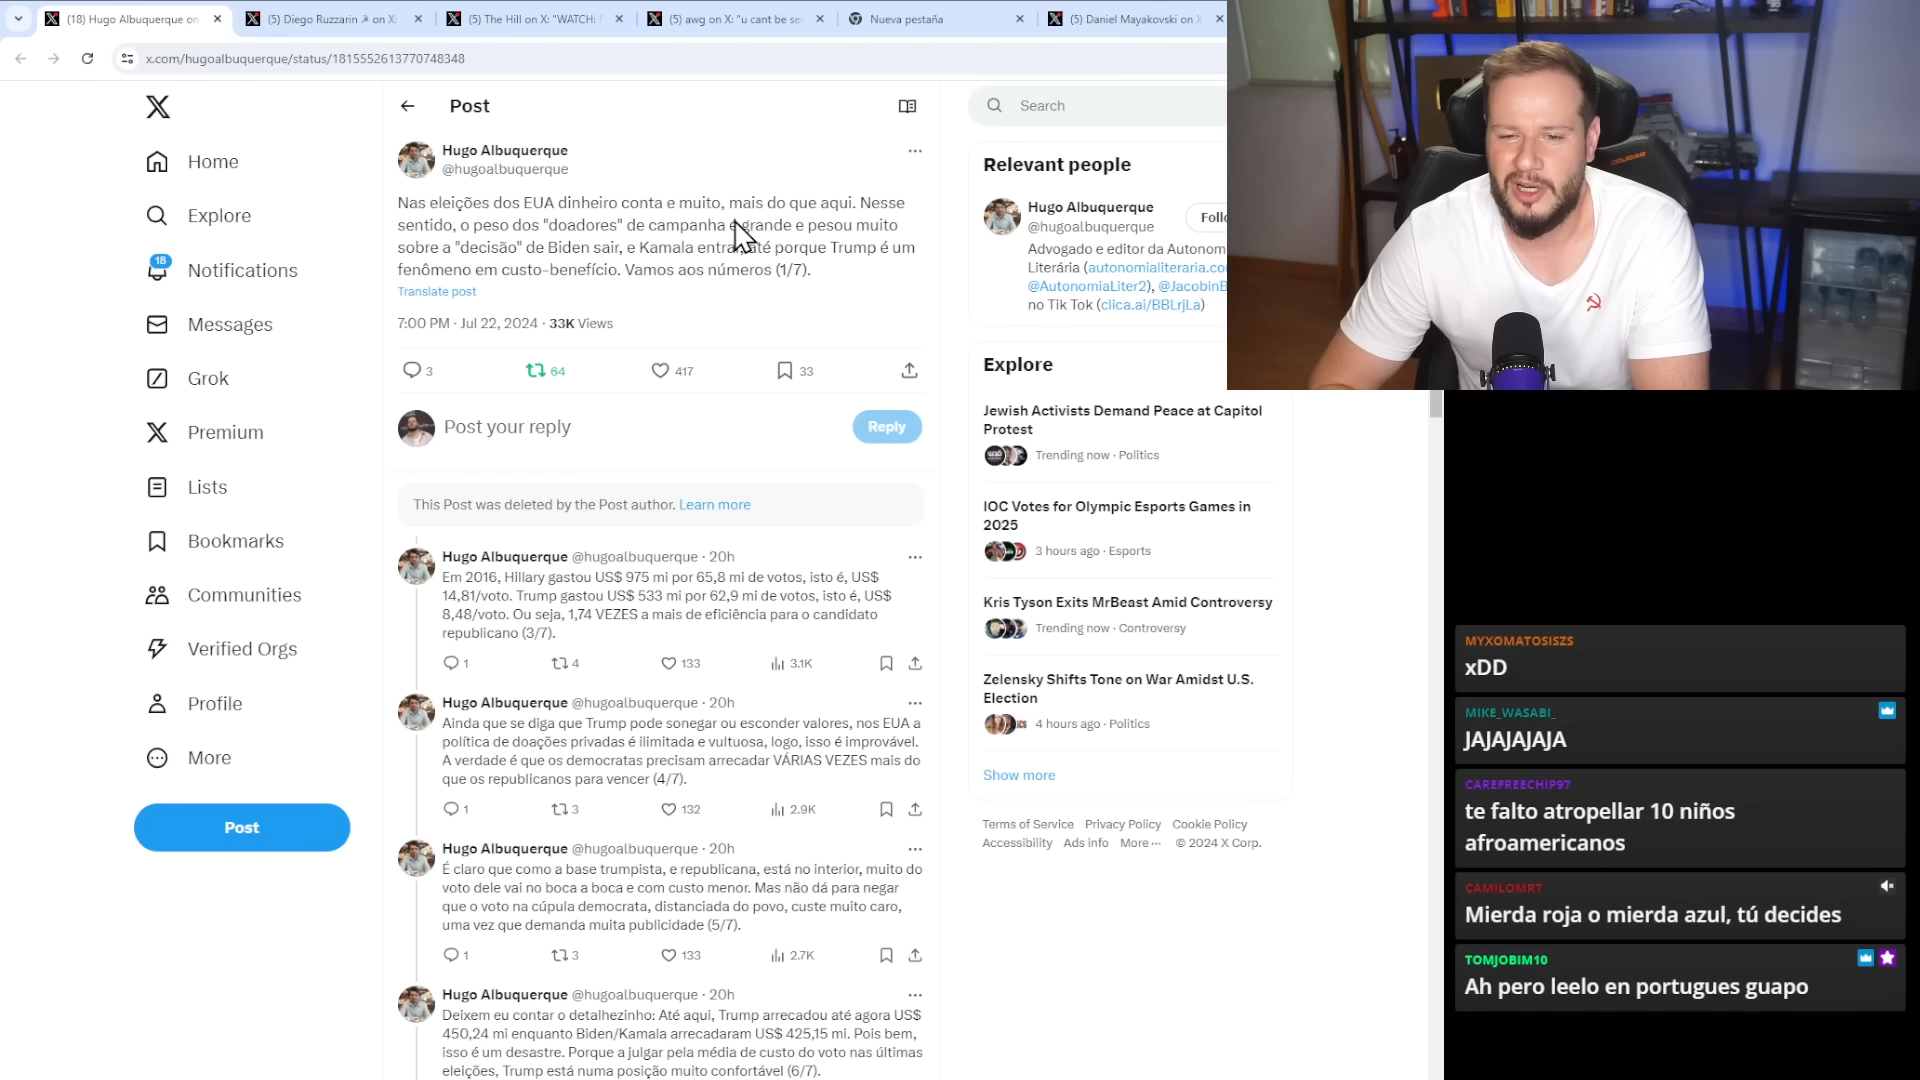 (18) Hugo Albuquerque on
(5) Diego Ruzzarin ☭ on X:
(5) The Hill on X: "WATCH:
(5) awg on X: "u cant be se
Nueva pestaña
(5) Daniel Mayakovski on X
x.com/hugoalbuquerque/status/1815552613770748348
Home
Explore
18
Notifications
Messages
Grok
Premium
Lists
Bookmarks
Communities
Verified Orgs
Profile
More
Post
Post
Hugo Albuquerque
@hugoalbuquerque
Nas eleições dos EUA dinheiro conta e muito, mais do que aqui. Nesse
sentido, o peso dos "doadores" de campanha é grande e pesou muito
sobre a "decisão" de Biden sair, e Kamala entrar, até porque Trump é um
fenômeno em custo-benefício. Vamos aos números (1/7).
Translate post
7:00 PM · Jul 22, 2024 · 33K Views
3
64
417
33
Post your reply
Reply
This Post was deleted by the Post author. Learn more
Hugo Albuquerque @hugoalbuquerque · 20h
Em 2016, Hillary gastou US$ 975 mi por 65,8 mi de votos, isto é, US$
14,81/voto. Trump gastou US$ 533 mi por 62,9 mi de votos, isto é, US$
8,48/voto. Ou seja, 1,74 VEZES a mais de eficiência para o candidato
republicano (3/7).
1
4
133
3.1K
Hugo Albuquerque @hugoalbuquerque · 20h
Ainda que se diga que Trump pode sonegar ou esconder valores, nos EUA a
política de doações privadas é ilimitada e vultuosa, logo, isso é improvável.
A verdade é que os democratas precisam arrecadar VÁRIAS VEZES mais do
que os republicanos para vencer (4/7).
1
3
132
2.9K
Hugo Albuquerque @hugoalbuquerque · 20h
É claro que como a base trumpista, e republicana, está no interior, muito do
voto dele vai no boca a boca e com custo menor. Mas não dá para negar
que o voto na cúpula democrata, distanciada do povo, custe muito caro,
uma vez que demanda muita publicidade (5/7).
1
3
133
2.7K
Hugo Albuquerque @hugoalbuquerque · 20h
Deixem eu contar o detalhezinho: Até aqui, Trump arrecadou até agora US$
450,24 mi enquanto Biden/Kamala arrecadaram US$ 425,15 mi. Pois bem,
isso é um desastre. Porque a julgar pela média de custo do voto nas últimas
eleições, Trump está numa posição muito confortável (6/7).
Search
Relevant people
Hugo Albuquerque
@hugoalbuquerque
Foll
Advogado e editor da Autonom
Literária (autonomialiteraria.co
@AutonomiaLiter2), @JacobinB
no Tik Tok (clica.ai/BBLrjLa)
Explore
Jewish Activists Demand Peace at Capitol
Protest
Trending now · Politics
IOC Votes for Olympic Esports Games in
2025
3 hours ago · Esports
Kris Tyson Exits MrBeast Amid Controversy
Trending now · Controversy
Zelensky Shifts Tone on War Amidst U.S.
Election
4 hours ago · Politics
Show more
Terms of Service Privacy Policy Cookie Policy
Accessibility Ads info More ··· © 2024 X Corp.
COUGAR
MYXOMATOSISZS
xDD
MIKE_WASABI_
JAJAJAJAJA
CAREFREECHIP97
te falto atropellar 10 niños
afroamericanos
CAMILOMRT
Mierda roja o mierda azul, tú decides
TOMJOBIM10
Ah pero leelo en portugues guapo